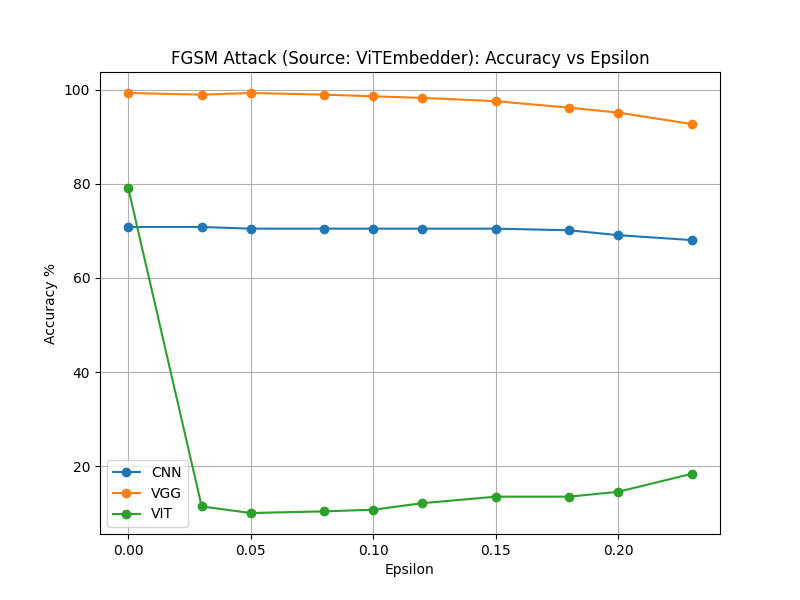 FGSM Attack (Source: ViTEmbedder): Accuracy vs Epsilon
Accuracy %
100
80
60
40
20
CNN
VGG
VIT
0.00
0.05
0.10
0.15
0.20
Epsilon